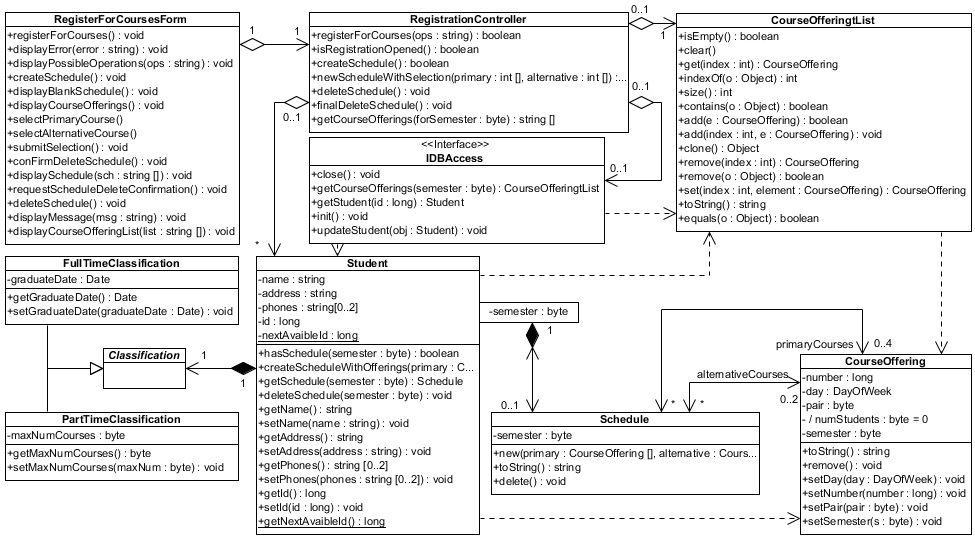 RegisterForCoursesForm
+registerForCourses() : void
+displayError(error : string) : void
+displayPossibleOperations(ops : string) : void
+createSchedule() : void
+displayBlankSchedule() : void
+displayCourseOfferings() : void
+selectPrimaryCourse()
+selectAlternativeCourse()
+submitSelection() : void
+conFirmDeleteSchedule() : void
+displaySchedule(sch : string []) : void
+requestScheduleDeleteConfirmation() : void
+deleteSchedule() : void
+displayMessage(msg : string) : void
+displayCourseOfferingList(list : string []) : void
1
1
RegistrationController
+registerForCourses(ops : string) : boolean
+isRegistrationOpened() : boolean
+createSchedule() : boolean
+newScheduleWithSelection(primary : int [], alternative : int []) :...
+deleteSchedule() : void
+finalDeleteSchedule() : void
+getCourseOfferings(forSemester : byte) : string []
0..1
1
0..1
0..1
0..1
*
<<Interface>>
IDBAccess
+close() : void
+getCourseOfferings(semester : byte) : CourseOfferingtList
+getStudent(id : long) : Student
+init() : void
+updateStudent(obj : Student) : void
CourseOfferingtList
+isEmpty() : boolean
+clear()
+get(index : int) : CourseOffering
+indexOf(o : Object) : int
+size() : int
+contains(o : Object) : boolean
+add(e : CourseOffering) : boolean
+add(index : int, e : CourseOffering) : void
+clone() : Object
+remove(index : int) : CourseOffering
+remove(o : Object) : boolean
+set(index : int, element : CourseOffering) : CourseOffering
+toString() : string
+equals(o : Object) : boolean
FullTimeClassification
-graduateDate : Date
+getGraduateDate() : Date
+setGraduateDate(graduateDate : Date) : void
Classification
1
1
PartTimeClassification
-maxNumCourses : byte
+getMaxNumCourses() : byte
+setMaxNumCourses(maxNum : byte) : void
Student
-name : string
-address : string
-phones : string[0..2]
-id : long
-nextAvaibleId : long
+hasSchedule(semester : byte) : boolean
+createScheduleWithOfferings(primary : C...
+getSchedule(semester : byte) : Schedule
+deleteSchedule(semester : byte) : void
+getName() : string
+setName(name : string) : void
+getAddress() : string
+setAddress(address : string) : void
+getPhones() : string [0..2]
+setPhones(phones : string [0..2]) : void
+getId() : long
+setId(id : long) : void
+getNextAvaibleId() : long
-semester : byte
1
0..1
Schedule
-semester : byte
+new(primary : CourseOffering [], alternative : Cours...
+toString() : string
+delete() : void
primaryCourses
0..4
alternativeCourses
0..2
*
*
CourseOffering
-number : long
-day : DayOfWeek
-pair : byte
- / numStudents : byte = 0
-semester : byte
+toString() : string
+remove() : void
+setDay(day : DayOfWeek) : void
+setNumber(number : long) : void
+setPair(pair : byte) : void
+setSemester(s : byte) : void